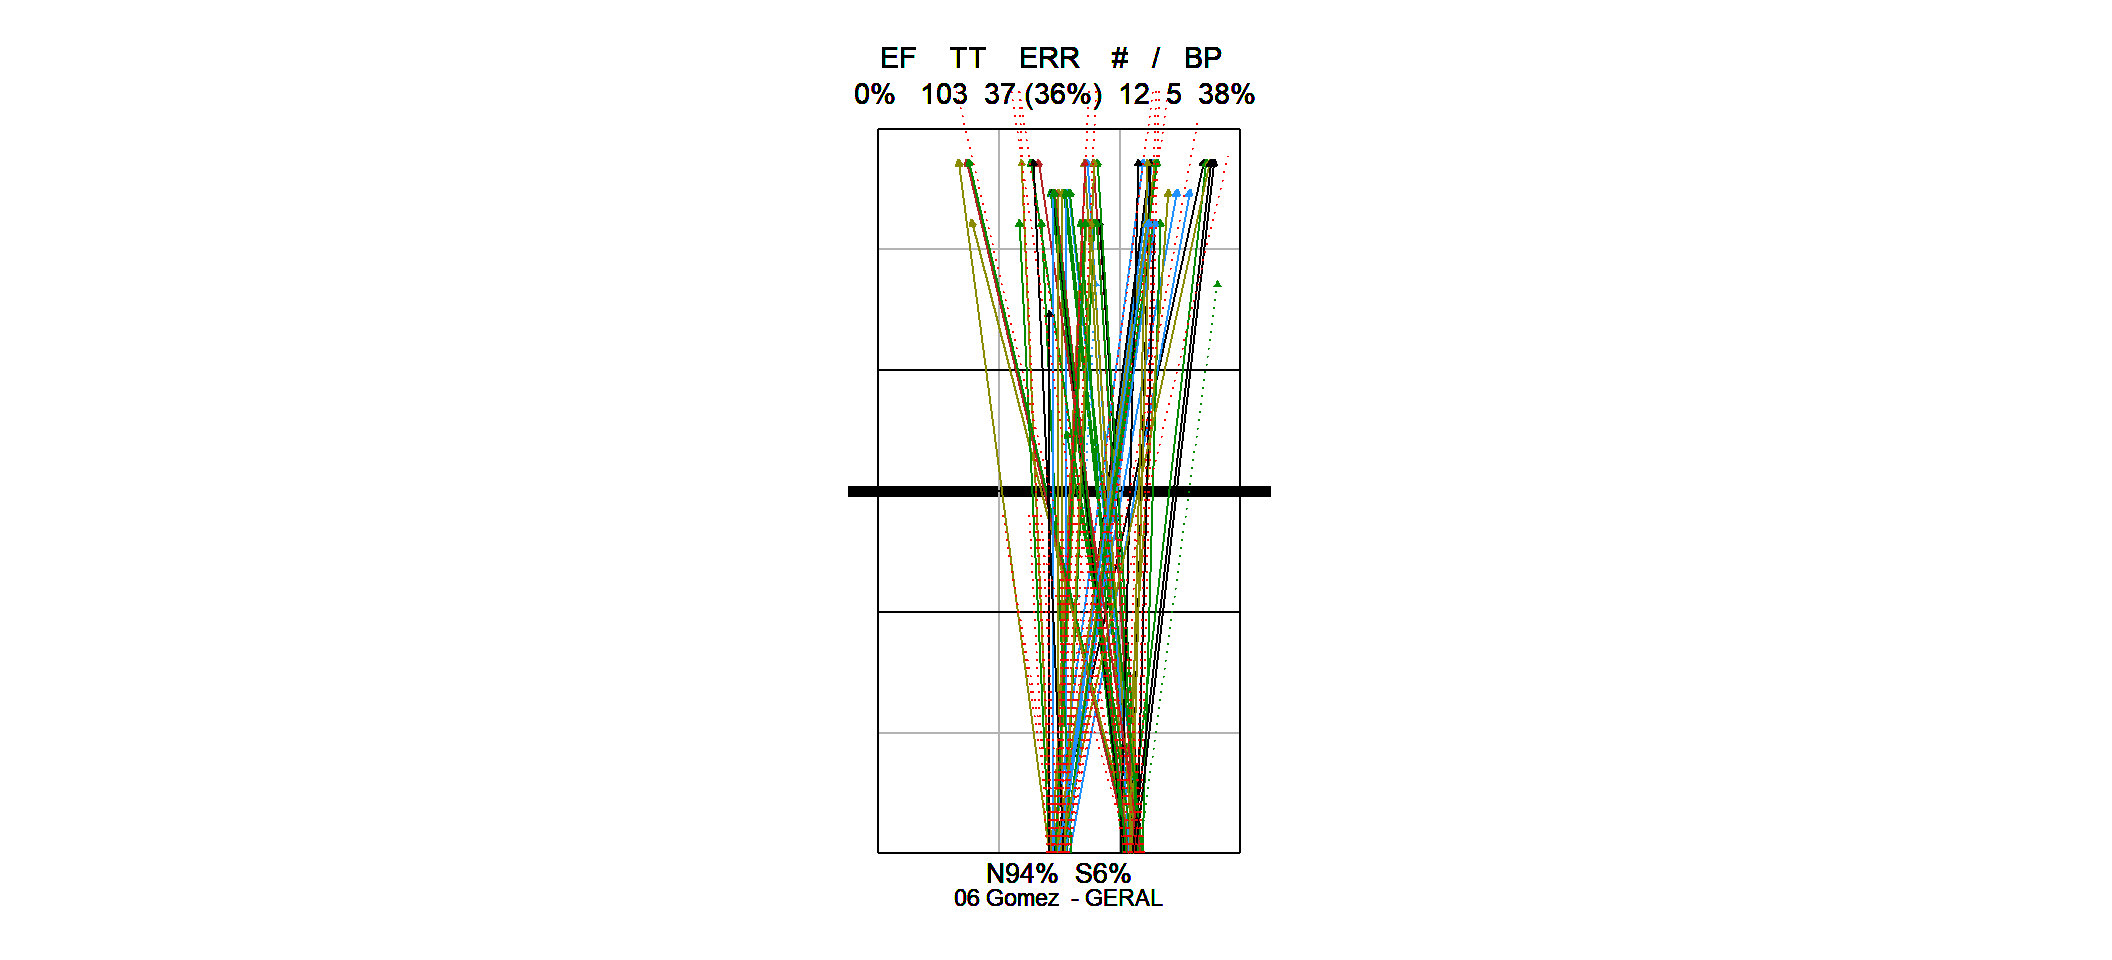 EF TT ERR # / BP
0% 103 37 (36%) 12 5 38%
N94% S6%
06 Gomez - GERAL